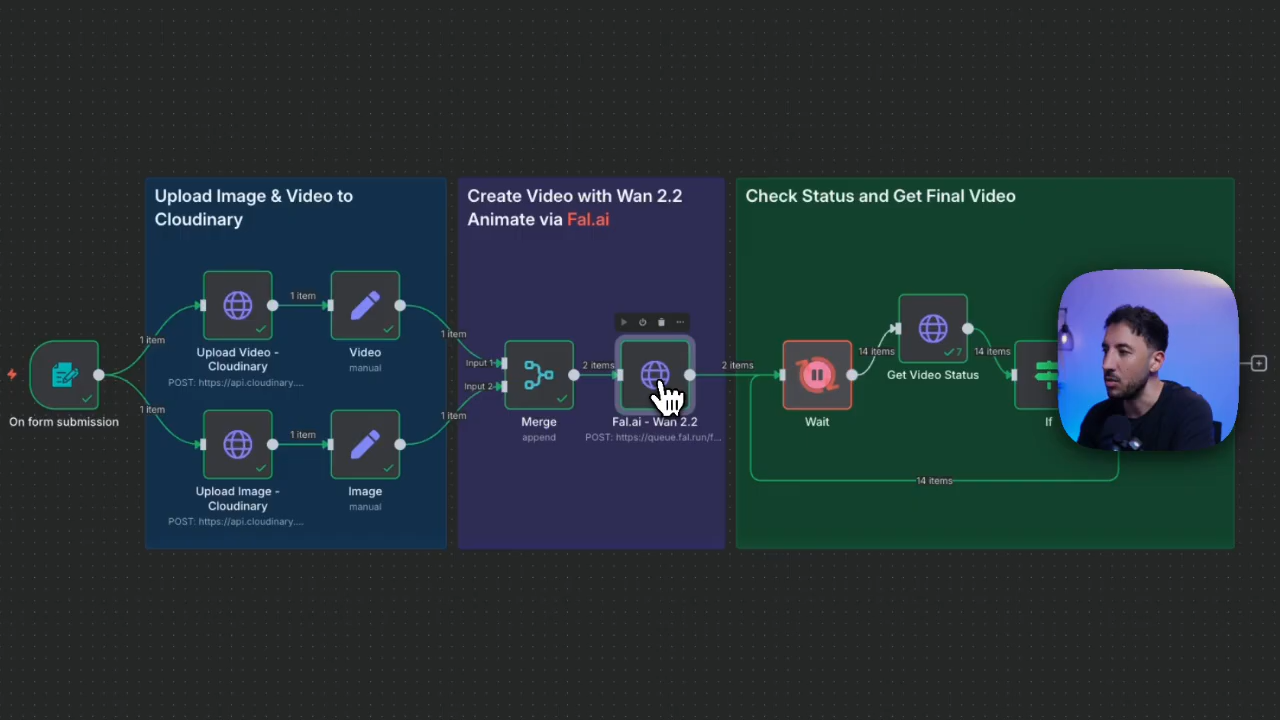 Upload Image & Video to
Cloudinary
Create Video with Wan 2.2
Animate via Fal.ai
Check Status and Get Final Video
On form submission
1 item
1 item
Upload Video -
Cloudinary
POST: https://api.cloudinary....
1 item
Video
manual
Upload Image -
Cloudinary
POST: https://api.cloudinary....
1 item
Image
manual
1 item
1 item
Input 1
Input 2
Merge
append
2 items
Fal.ai - Wan 2.2
POST: https://queue.fal.run/f...
2 items
Wait
14 items
7
Get Video Status
14 items
If
14 items